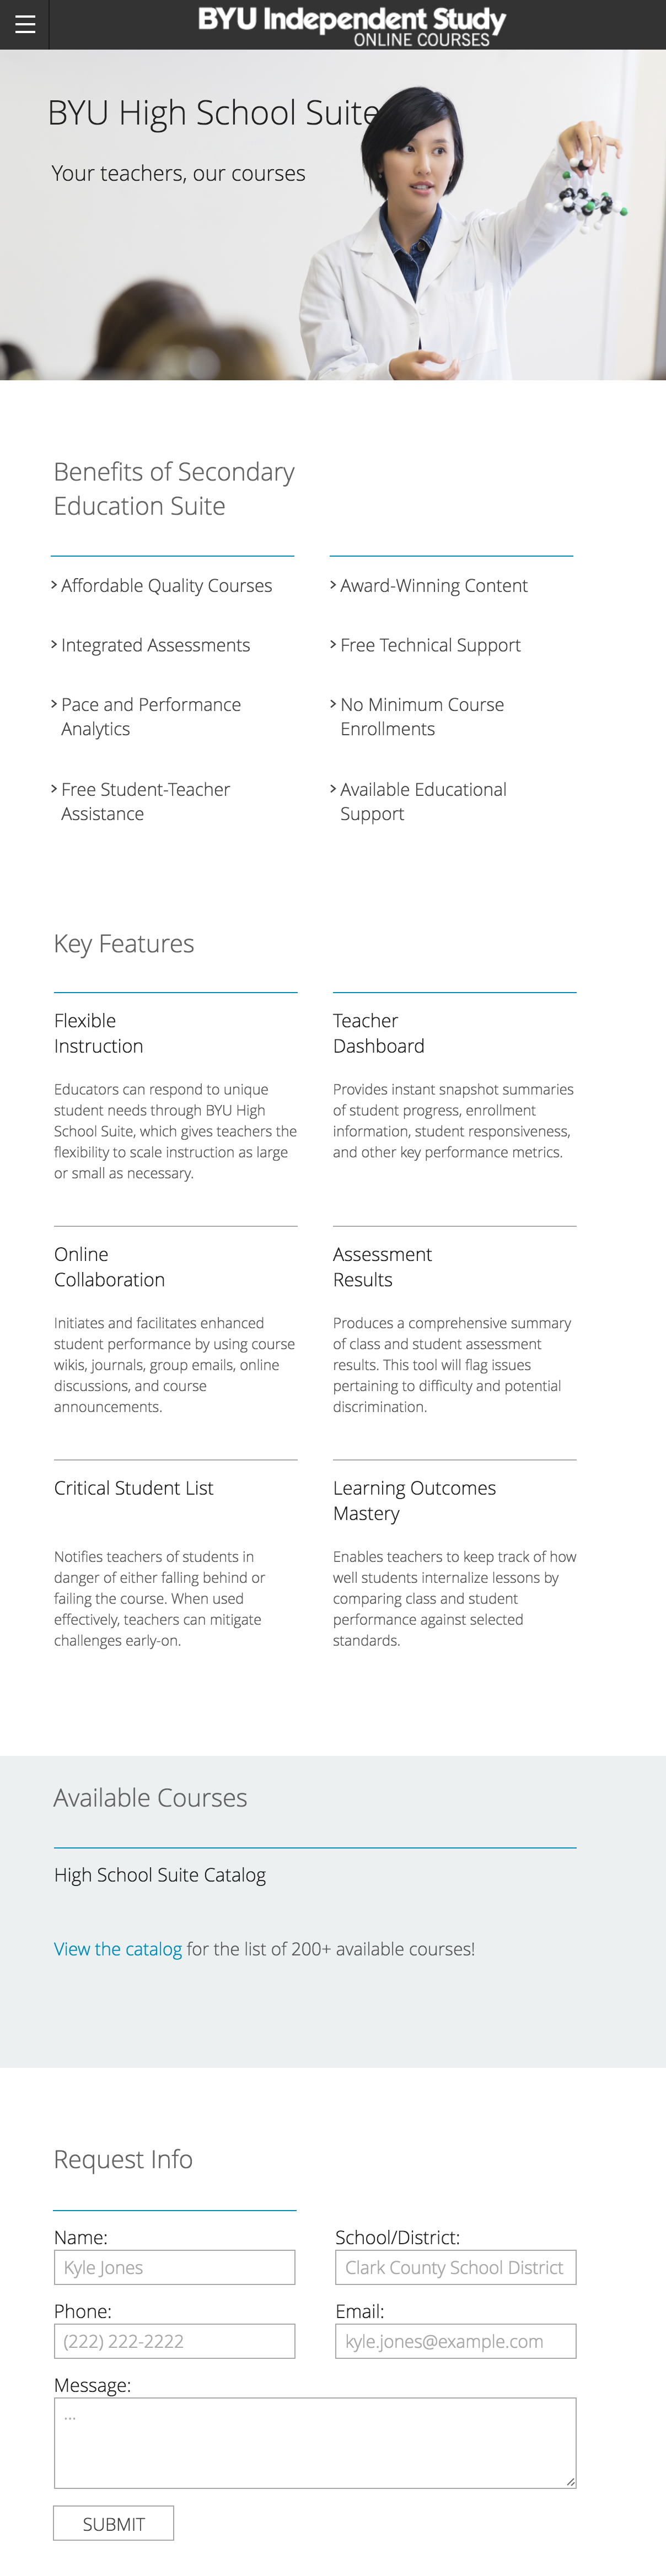 BYU Independent Study
ONLINE COURSES
BYU High School Suite
Your teachers, our courses
Benefits of Secondary
Education Suite
> Affordable Quality Courses
> Award-Winning Content
> Integrated Assessments
> Free Technical Support
> Pace and Performance
Analytics
> No Minimum Course
Enrollments
> Free Student-Teacher
Assistance
> Available Educational
Support
Key Features
Flexible
Instruction
Educators can respond to unique
student needs through BYU High
School Suite, which gives teachers the
flexibility to scale instruction as large
or small as necessary.
Teacher
Dashboard
Provides instant snapshot summaries
of student progress, enrollment
information, student responsiveness,
and other key performance metrics.
Online
Collaboration
Initiates and facilitates enhanced
student performance by using course
wikis, journals, group emails, online
discussions, and course
announcements.
Assessment
Results
Produces a comprehensive summary
of class and student assessment
results. This tool will flag issues
pertaining to difficulty and potential
discrimination.
Critical Student List
Notifies teachers of students in
danger of either falling behind or
failing the course. When used
effectively, teachers can mitigate
challenges early-on.
Learning Outcomes
Mastery
Enables teachers to keep track of how
well students internalize lessons by
comparing class and student
performance against selected
standards.
Available Courses
High School Suite Catalog
View the catalog for the list of 200+ available courses!
Request Info
Name:
Kyle Jones
School/District:
Clark County School District
Phone:
(222) 222-2222
Email:
kyle.jones@example.com
Message:
...
SUBMIT